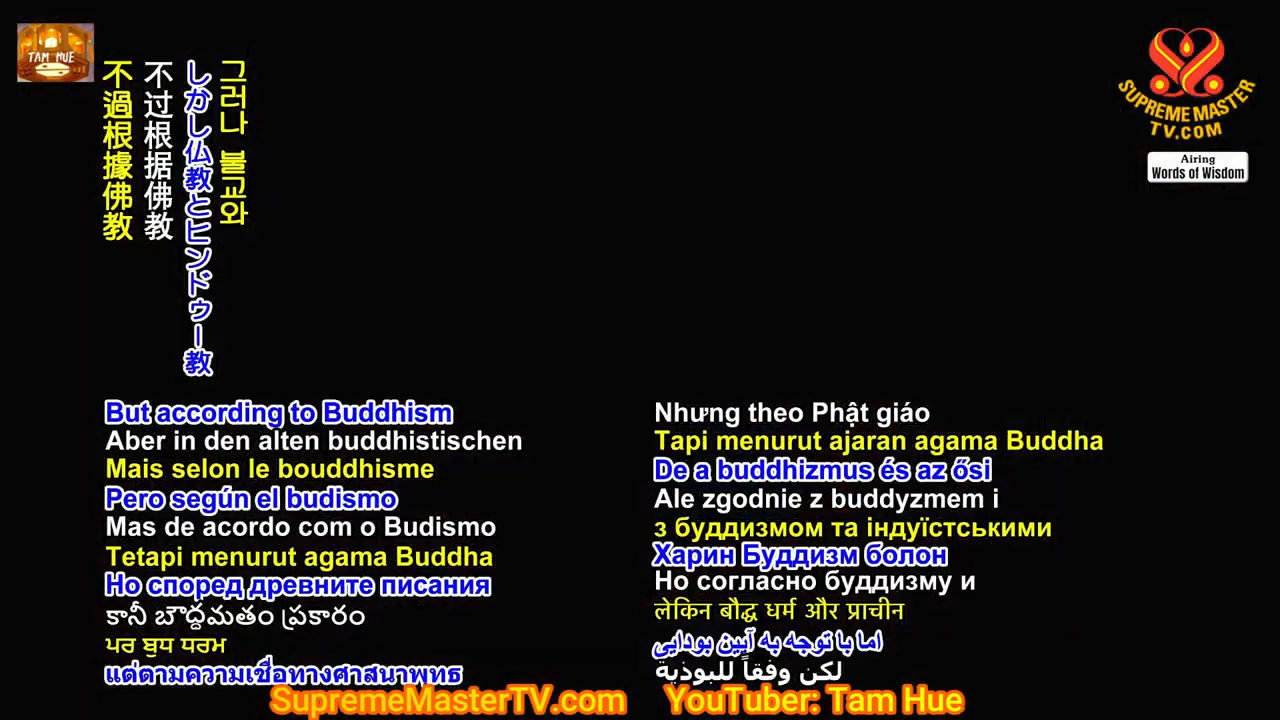 TAM HUE
SUPREME MASTER
TV.COM
Airing
Words of Wisdom
그러나 불교와
しかし仏教とヒンドゥー教
不过根据佛教
不過根據佛教
But according to Buddhism
Aber in den alten buddhistischen
Mais selon le bouddhisme
Pero según el budismo
Mas de acordo com o Budismo
Tetapi menurut agama Buddha
Но според древните писания
కానీ బౌద్ధమతం ప్రకారం
ਪਰ ਬੁਧ ਧਰਮ
แต่ตามความเชื่อทางศาสนาพุทธ
Nhưng theo Phật giáo
Tapi menurut ajaran agama Buddha
De a buddhizmus és az ősi
Ale zgodnie z buddyzmem i
з буддизмом та індуїстськими
Харин Буддизм болон
Но согласно буддизму и
लेकिन बौद्ध धर्म और प्राचीन
اما با توجه به آیین بودایی
لكن وفقاً للبوذية
SupremeMasterTV.com
YouTuber: Tam Hue